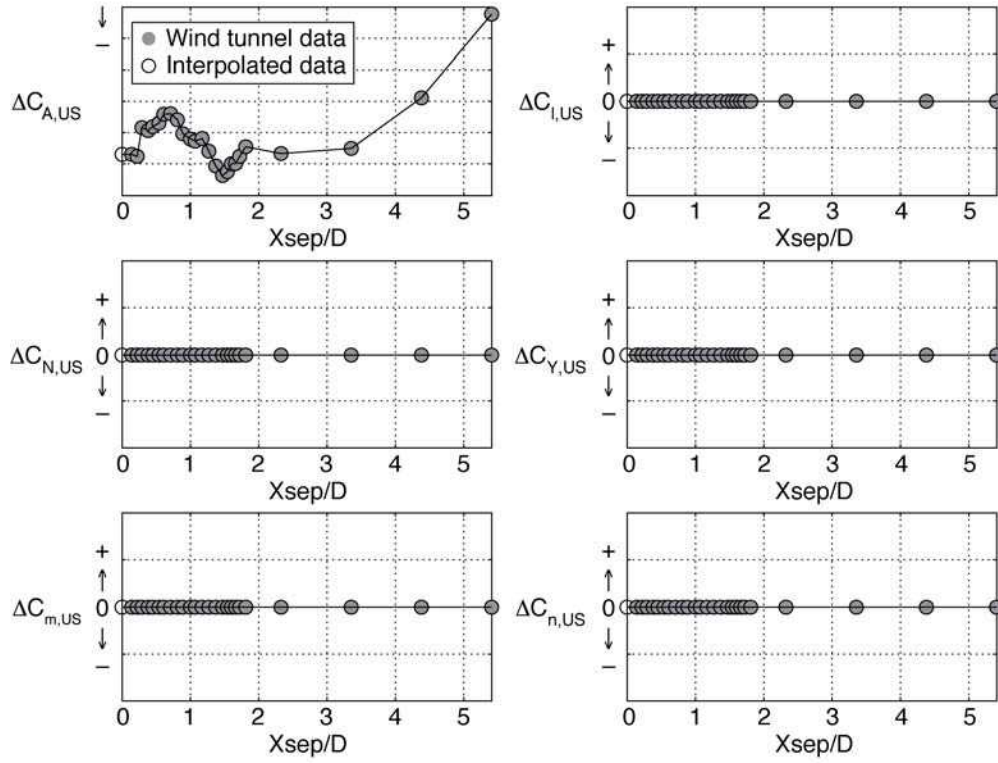 ↓
−
Wind tunnel data
Interpolated data
ΔC_A,US
0 1 2 3 4 5
Xsep/D
+
↑
ΔC_l,US 0
↓
−
0 1 2 3 4 5
Xsep/D
+
↑
ΔC_N,US 0
↓
−
0 1 2 3 4 5
Xsep/D
+
↑
ΔC_Y,US 0
↓
−
0 1 2 3 4 5
Xsep/D
+
↑
ΔC_m,US 0
↓
−
0 1 2 3 4 5
Xsep/D
+
↑
ΔC_n,US 0
↓
−
0 1 2 3 4 5
Xsep/D